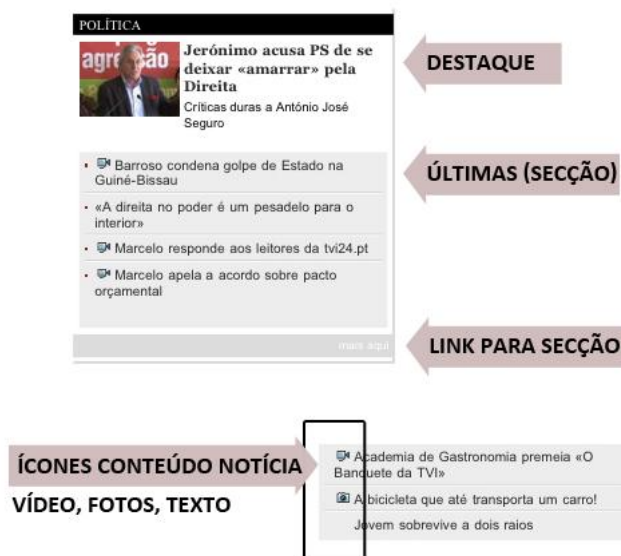 POLÍTICA
agressão
Jerónimo acusa PS de se
deixar «amarrar» pela
Direita
Críticas duras a António José
Seguro
DESTAQUE
Barroso condena golpe de Estado na
Guiné-Bissau
«A direita no poder é um pesadelo para o
interior»
Marcelo responde aos leitores da tvi24.pt
Marcelo apela a acordo sobre pacto
orçamental
ÚLTIMAS (SECÇÃO)
mais aqui
LINK PARA SECÇÃO
ÍCONES CONTEÚDO NOTÍCIA
VÍDEO, FOTOS, TEXTO
Academia de Gastronomia premeia «O
Banquete da TVI»
A bicicleta que até transporta um carro!
Jovem sobrevive a dois raios